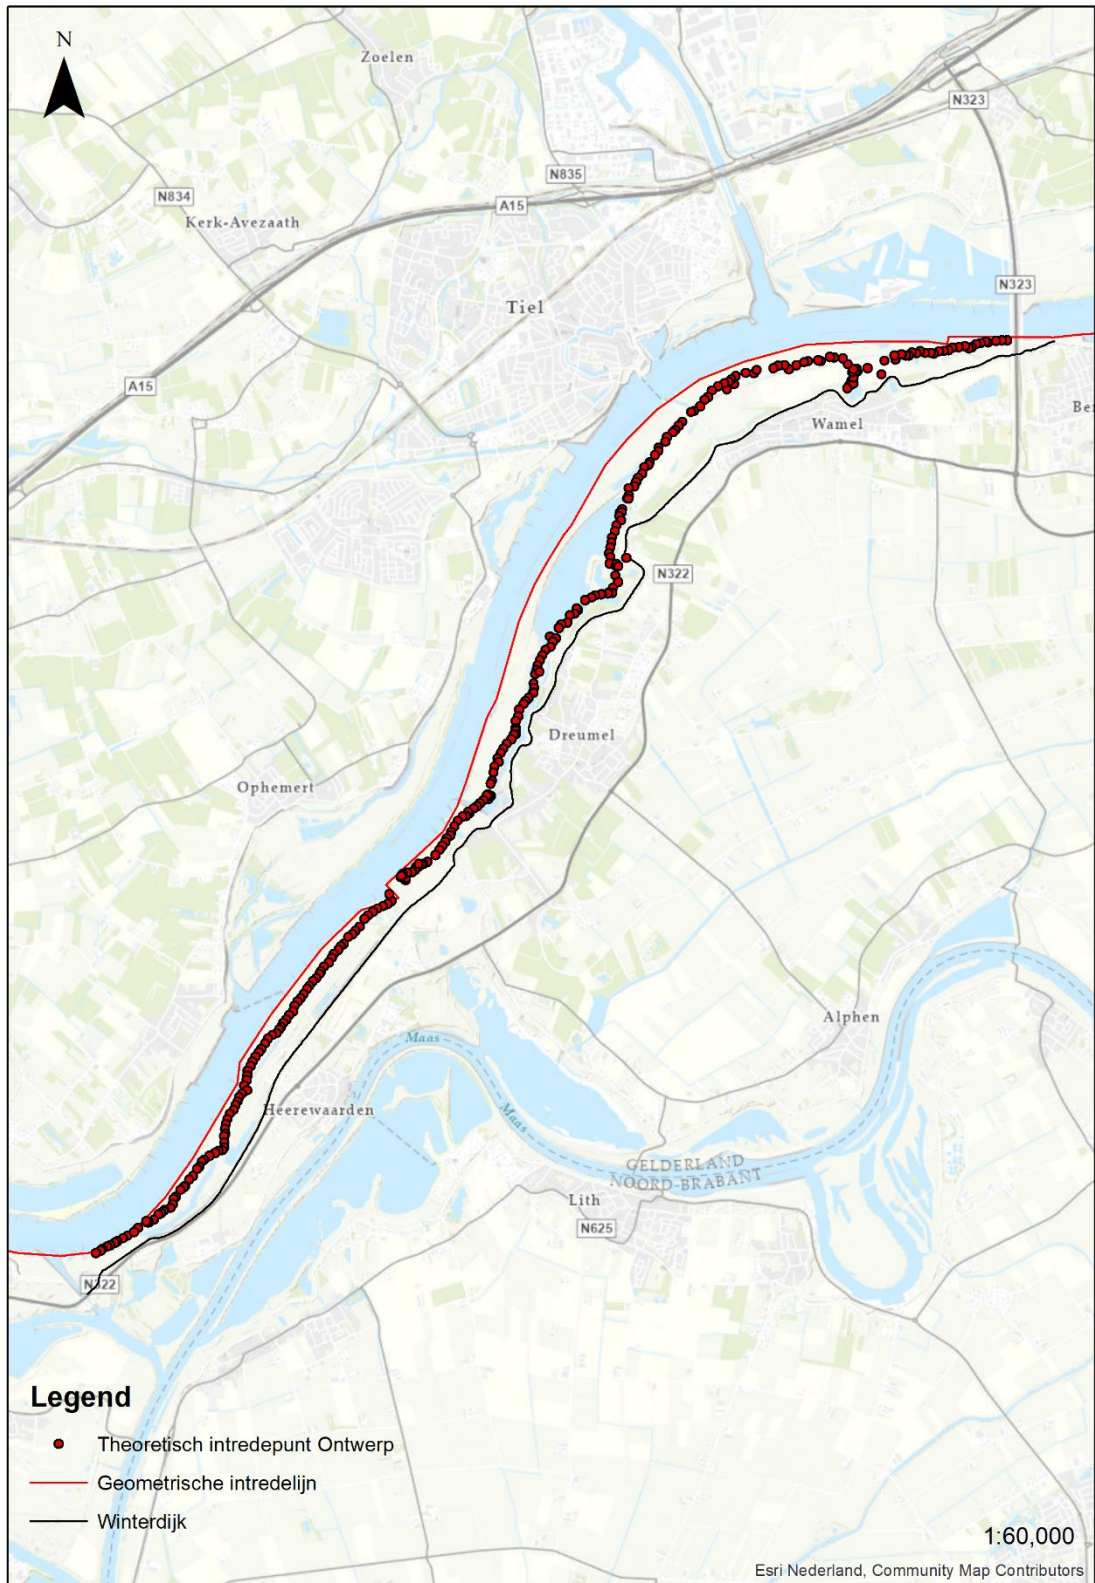 N
Zoelen
N323
N835
N834
A15
Kerk-Avezaath
N323
Tiel
A15
Wamel
N322
Dreumel
Ophemert
Alphen
Maas
Heerewaarden
Maas
GELDERLAND
NOORD-BRABANT
Lith
N625
N322
Legend
Theoretisch intredepunt Ontwerp
Geometrische intredelijn
Winterdijk
1:60,000
Esri Nederland, Community Map Contributors